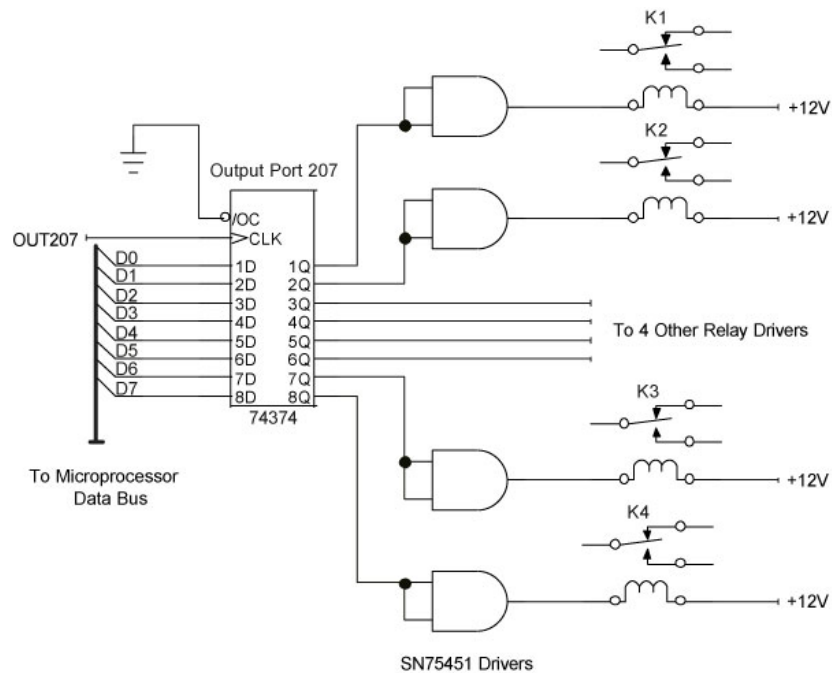 K1
+12V
K2
+12V
Output Port 207
/OC
OUT207
CLK
D0 1D 1Q
D1 2D 2Q
D2 3D 3Q
D3 4D 4Q
D4 5D 5Q
D5 6D 6Q
D6 7D 7Q
D7 8D 8Q
74374
To 4 Other Relay Drivers
To Microprocessor
Data Bus
K3
+12V
K4
+12V
SN75451 Drivers